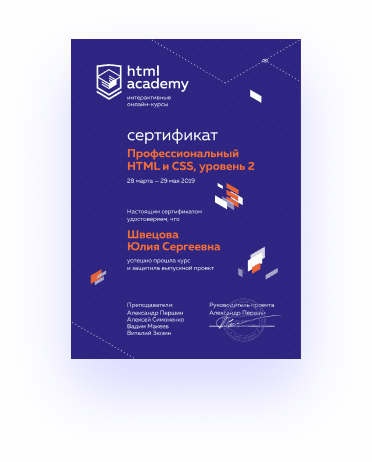 html
academy
интерактивные
онлайн-курсы
сертификат
Профессиональный
HTML и CSS, уровень 2
28 марта — 29 мая 2019
Настоящим сертификатом
удостоверяем, что
Швецова
Юлия Сергеевна
успешно прошла курс
и защитила выпускной проект
Преподаватели:
Александр Першин
Алексей Симоненко
Вадим Макеев
Виталий Зюзин
Руководитель проекта
Александр Первый